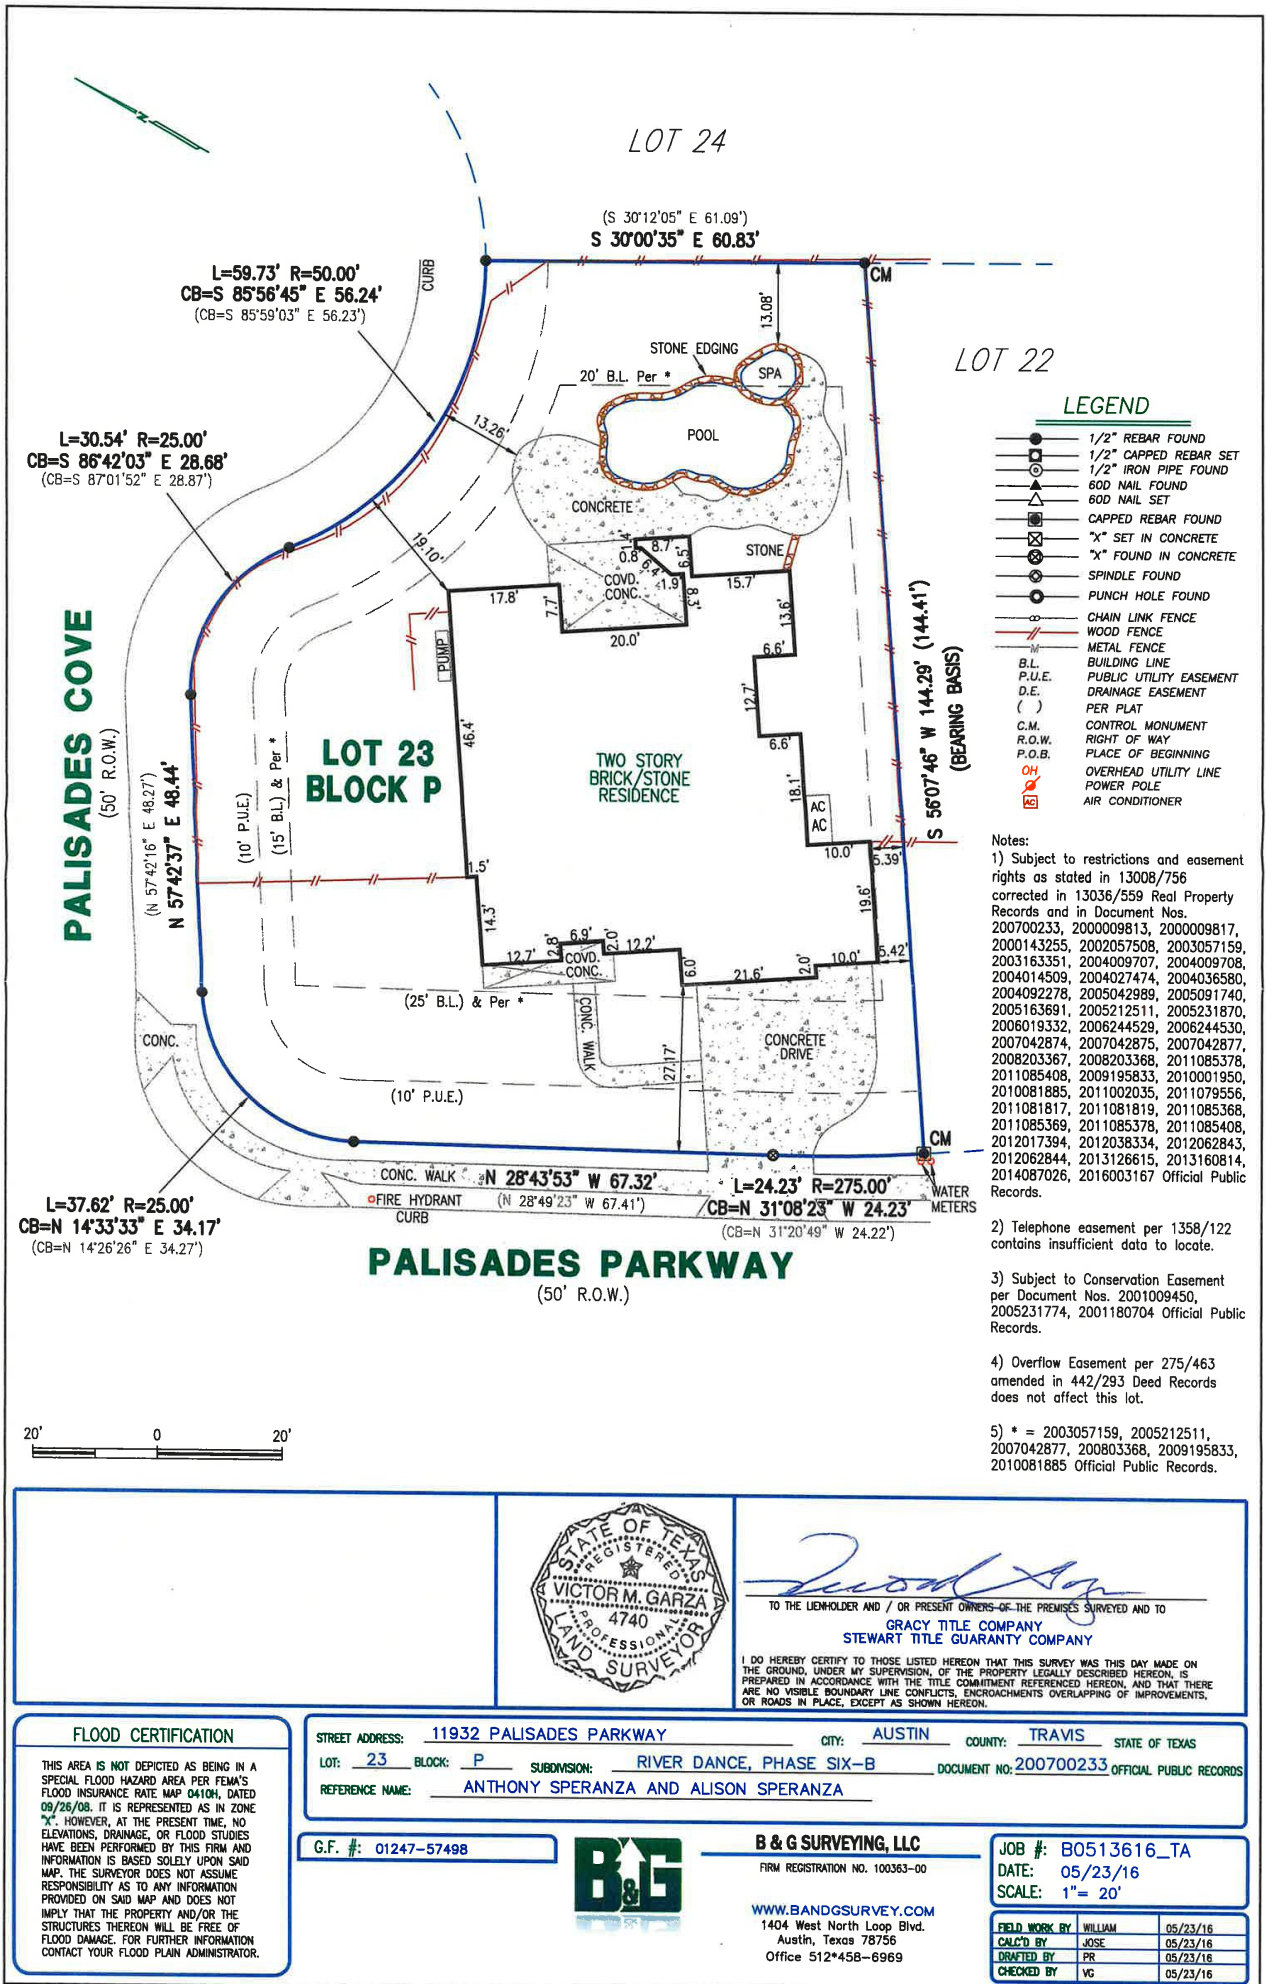 N
LOT 24
(S 30°12'05" E 61.09')
S 30°00'35" E 60.83'
CM
CURB
L=59.73' R=50.00'
CB=S 85°56'45" E 56.24'
(CB=S 85°59'03" E 56.23')
13.08'
STONE EDGING
SPA
20' B.L. Per *
LOT 22
POOL
13.26'
L=30.54' R=25.00'
CB=S 86°42'03" E 28.68'
(CB=S 87°01'52" E 28.87')
CONCRETE
19.10'
1.4'
0.8'
8.7'
6.5'
STONE
6.4'
1.9'
COVD.
CONC.
8.3'
15.7'
17.8'
7.7'
20.0'
13.6'
PUMP
6.6'
12.7'
6.6'
46.4'
18.1'
S 56°07'46" W 144.29' (144.41')
(BEARING BASIS)
PALISADES COVE
(50' R.O.W.)
(N 57°42'16" E 48.27')
N 57°42'37" E 48.44'
(10' P.U.E.)
(15' B.L.) & Per *
LOT 23
BLOCK P
TWO STORY
BRICK/STONE
RESIDENCE
AC
AC
10.0'
5.39'
1.5'
14.3'
19.6'
12.7'
2.8'
6.9'
2.0'
12.2'
COVD.
CONC.
6.0'
21.6'
2.0'
10.0'
5.42'
(25' B.L.) & Per *
CONC. WALK
CONCRETE
DRIVE
27.17'
CONC.
(10' P.U.E.)
CM
CONC. WALK
N 28°43'53" W 67.32'
(N 28°49'23" W 67.41')
FIRE HYDRANT
CURB
L=24.23' R=275.00'
CB=N 31°08'23" W 24.23'
(CB=N 31°20'49" W 24.22')
WATER
METERS
L=37.62' R=25.00'
CB=N 14°33'33" E 34.17'
(CB=N 14°26'26" E 34.27')
PALISADES PARKWAY
(50' R.O.W.)
LEGEND
1/2" REBAR FOUND
1/2" CAPPED REBAR SET
1/2" IRON PIPE FOUND
60D NAIL FOUND
60D NAIL SET
CAPPED REBAR FOUND
"X" SET IN CONCRETE
"X" FOUND IN CONCRETE
SPINDLE FOUND
PUNCH HOLE FOUND
CHAIN LINK FENCE
WOOD FENCE
M METAL FENCE
B.L. BUILDING LINE
P.U.E. PUBLIC UTILITY EASEMENT
D.E. DRAINAGE EASEMENT
( ) PER PLAT
C.M. CONTROL MONUMENT
R.O.W. RIGHT OF WAY
P.O.B. PLACE OF BEGINNING
OH OVERHEAD UTILITY LINE
POWER POLE
AC AIR CONDITIONER
Notes:
1) Subject to restrictions and easement
rights as stated in 13008/756
corrected in 13036/559 Real Property
Records and in Document Nos.
200700233, 2000009813, 2000009817,
2000143255, 2002057508, 2003057159,
2003163351, 2004009707, 2004009708,
2004014509, 2004027474, 2004036580,
2004092278, 2005042989, 2005091740,
2005163691, 2005212511, 2005231870,
2006019332, 2006244529, 2006244530,
2007042874, 2007042875, 2007042877,
2008203367, 2008203368, 2011085378,
2011085408, 2009195833, 2010001950,
2010081885, 2011002035, 2011079556,
2011081817, 2011081819, 2011085368,
2011085369, 2011085378, 2011085408,
2012017394, 2012038334, 2012062843,
2012062844, 2013126615, 2013160814,
2014087026, 2016003167 Official Public
Records.
2) Telephone easement per 1358/122
contains insufficient data to locate.
3) Subject to Conservation Easement
per Document Nos. 2001009450,
2005231774, 2001180704 Official Public
Records.
4) Overflow Easement per 275/463
amended in 442/293 Deed Records
does not affect this lot.
5) * = 2003057159, 2005212511,
2007042877, 200803368, 2009195833,
2010081885 Official Public Records.
20' 0 20'
STATE OF TEXAS
REGISTERED
VICTOR M. GARZA
4740
PROFESSIONAL
LAND SURVEYOR
TO THE LIENHOLDER AND / OR PRESENT OWNERS OF THE PREMISES SURVEYED AND TO
GRACY TITLE COMPANY
STEWART TITLE GUARANTY COMPANY
I DO HEREBY CERTIFY TO THOSE LISTED HEREON THAT THIS SURVEY WAS THIS DAY MADE ON
THE GROUND, UNDER MY SUPERVISION, OF THE PROPERTY LEGALLY DESCRIBED HEREON, IS
PREPARED IN ACCORDANCE WITH THE TITLE COMMITMENT REFERENCED HEREON, AND THAT THERE
ARE NO VISIBLE BOUNDARY LINE CONFLICTS, ENCROACHMENTS OVERLAPPING OF IMPROVEMENTS,
OR ROADS IN PLACE, EXCEPT AS SHOWN HEREON.
FLOOD CERTIFICATION
THIS AREA IS NOT DEPICTED AS BEING IN A
SPECIAL FLOOD HAZARD AREA PER FEMA'S
FLOOD INSURANCE RATE MAP 0410H, DATED
09/26/08. IT IS REPRESENTED AS IN ZONE
"X". HOWEVER, AT THE PRESENT TIME, NO
ELEVATIONS, DRAINAGE, OR FLOOD STUDIES
HAVE BEEN PERFORMED BY THIS FIRM AND
INFORMATION IS BASED SOLELY UPON SAID
MAP. THE SURVEYOR DOES NOT ASSUME
RESPONSIBILITY AS TO ANY INFORMATION
PROVIDED ON SAID MAP AND DOES NOT
IMPLY THAT THE PROPERTY AND/OR THE
STRUCTURES THEREON WILL BE FREE OF
FLOOD DAMAGE. FOR FURTHER INFORMATION
CONTACT YOUR FLOOD PLAIN ADMINISTRATOR.
STREET ADDRESS: 11932 PALISADES PARKWAY CITY: AUSTIN COUNTY: TRAVIS STATE OF TEXAS
LOT: 23 BLOCK: P SUBDIVISION: RIVER DANCE, PHASE SIX-B DOCUMENT NO: 200700233 OFFICIAL PUBLIC RECORDS
REFERENCE NAME: ANTHONY SPERANZA AND ALISON SPERANZA
G.F. #: 01247-57498
B&G
B & G SURVEYING, LLC
FIRM REGISTRATION NO. 100363-00
WWW.BANDGSURVEY.COM
1404 West North Loop Blvd.
Austin, Texas 78756
Office 512*458-6969
JOB #: B0513616_TA
DATE: 05/23/16
SCALE: 1"= 20'
FIELD WORK BY WILLIAM 05/23/16
CALC'D BY JOSE 05/23/16
DRAFTED BY PR 05/23/16
CHECKED BY VG 05/23/16